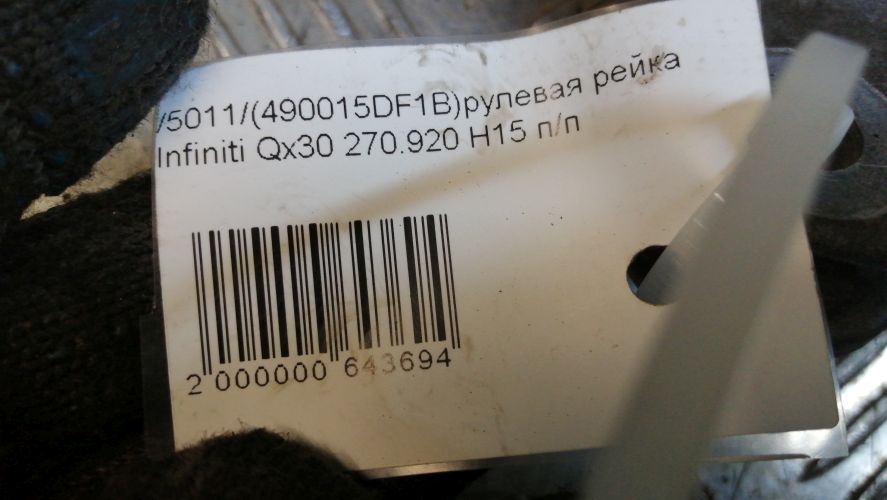 /5011/(490015DF1B)рулевая рейка
Infiniti Qx30 270.920 H15 п/п
2 000000 643694